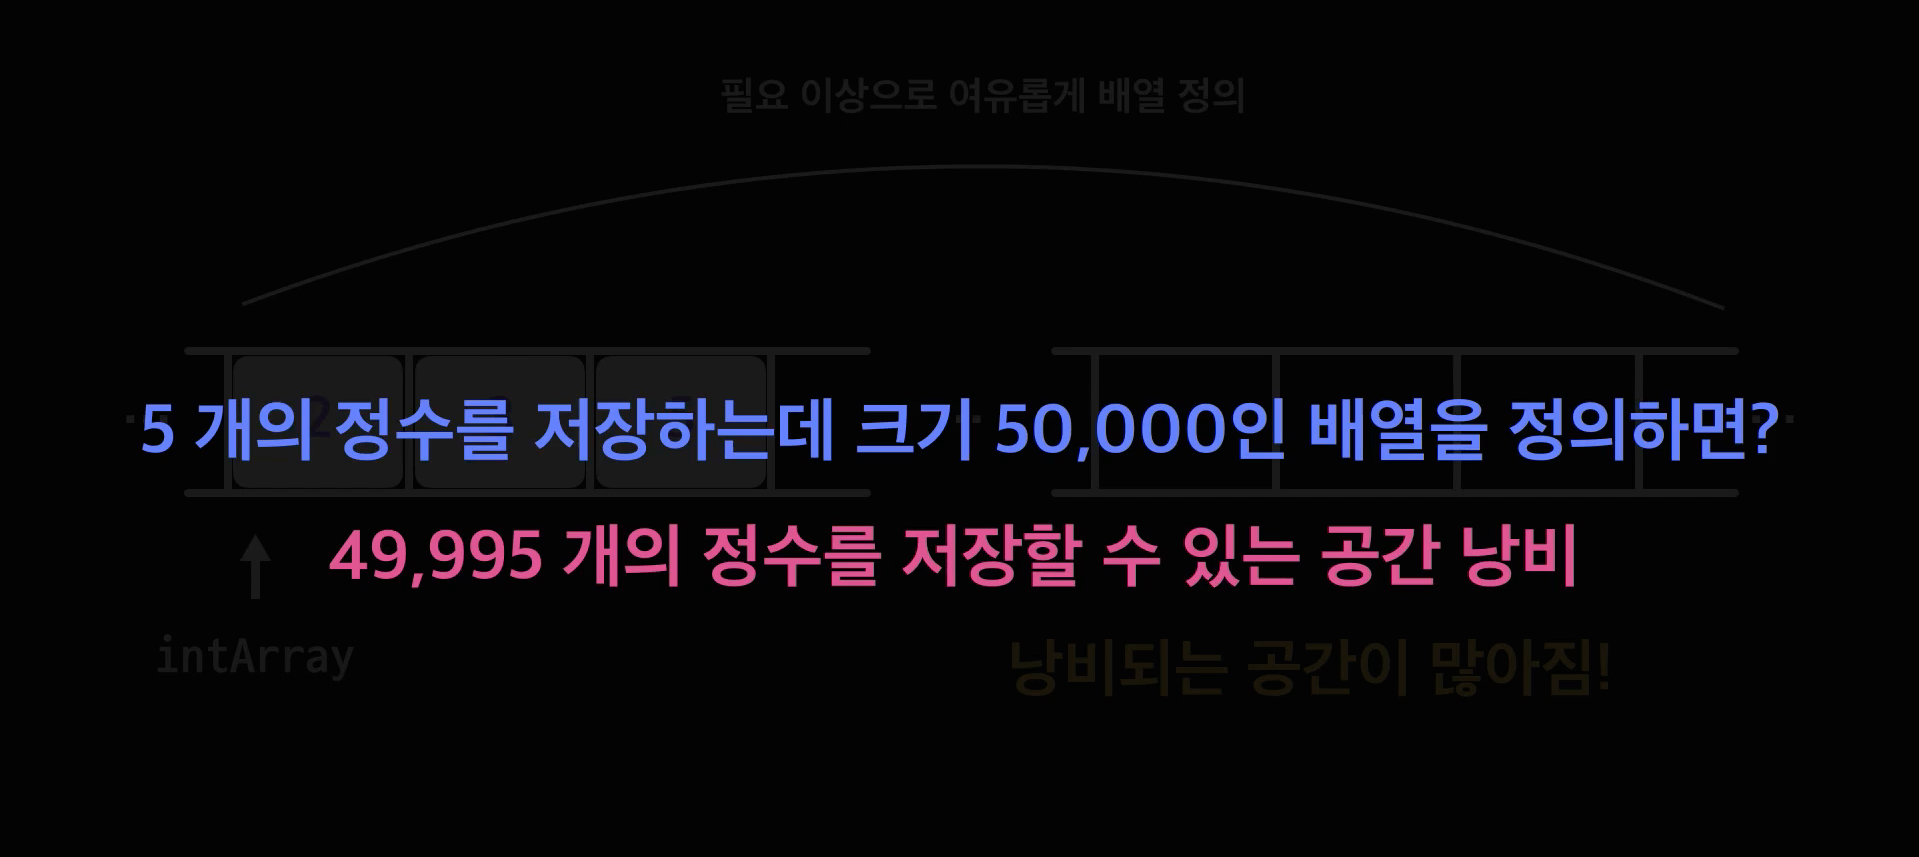 필요 이상으로 여유롭게 배열 정의
5 개의 정수를 저장하는데 크기 50,000인 배열을 정의하면?
49,995 개의 정수를 저장할 수 있는 공간 낭비
intArray
낭비되는 공간이 많아짐!